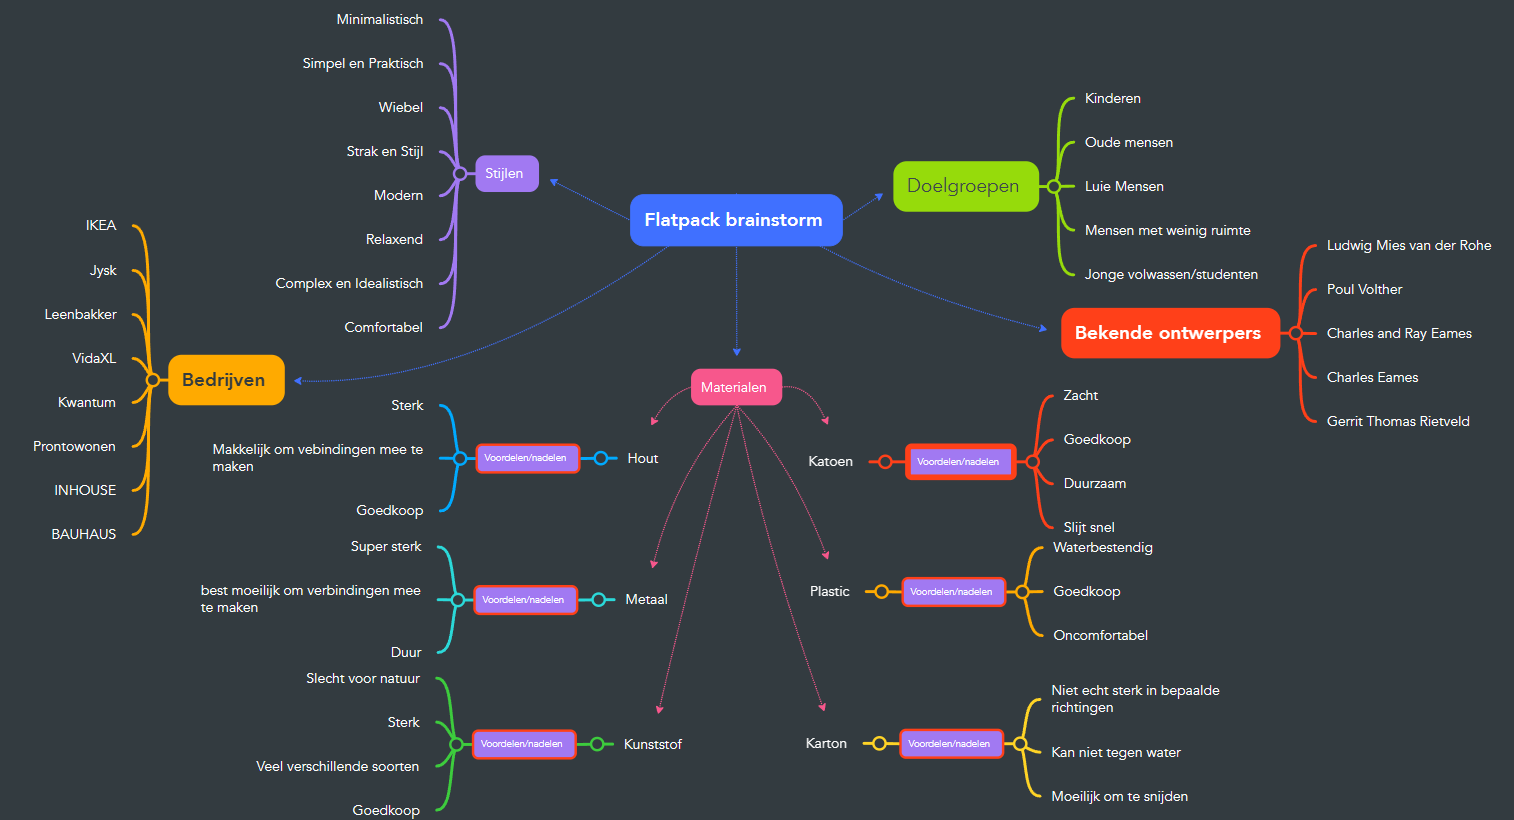 Flatpack brainstorm
Stijlen
Minimalistisch
Simpel en Praktisch
Wiebel
Strak en Stijl
Modern
Relaxend
Complex en Idealistisch
Comfortabel
Doelgroepen
Kinderen
Oude mensen
Luie Mensen
Mensen met weinig ruimte
Jonge volwassen/studenten
Bekende ontwerpers
Ludwig Mies van der Rohe
Poul Volther
Charles and Ray Eames
Charles Eames
Gerrit Thomas Rietveld
Bedrijven
IKEA
Jysk
Leenbakker
VidaXL
Kwantum
Prontowonen
INHOUSE
BAUHAUS
Materialen
Hout
Voordelen/nadelen
Sterk
Makkelijk om vebindingen mee te
maken
Goedkoop
Metaal
Voordelen/nadelen
Super sterk
best moeilijk om verbindingen mee
te maken
Duur
Kunststof
Voordelen/nadelen
Slecht voor natuur
Sterk
Veel verschillende soorten
Goedkoop
Katoen
Voordelen/nadelen
Zacht
Goedkoop
Duurzaam
Slijt snel
Plastic
Voordelen/nadelen
Waterbestendig
Goedkoop
Oncomfortabel
Karton
Voordelen/nadelen
Niet echt sterk in bepaalde
richtingen
Kan niet tegen water
Moeilijk om te snijden